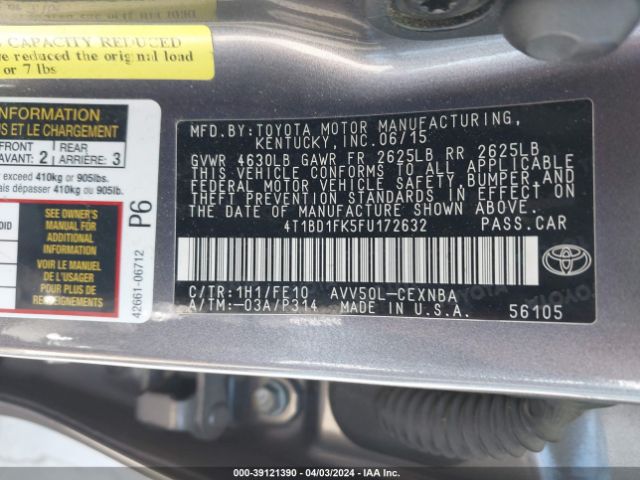 CAPACITY REDUCED
reduced the original load
or 7 lbs
INFORMATION
ET LE CHARGEMENT
FRONT
AVANT: 2
REAR
ARRIÈRE: 3
exceed 410kg or 905lbs.
dépasser 410kg ou 905lb.
SEE OWNER'S
MANUAL FOR
ADDITIONAL
INFORMATION
VOIR LE MANUEL
DE L'USAGER
POUR PLUS DE
RENSEIGNEMENTS
P6
42661-06712
MFD. BY: TOYOTA MOTOR MANUFACTURING,
KENTUCKY, INC. 06/15
GVWR 4630LB GAWR FR 2625LB RR 2625LB
THIS VEHICLE CONFORMS TO ALL APPLICABLE
FEDERAL MOTOR VEHICLE SAFETY, BUMPER, AND
THEFT PREVENTION STANDARDS IN EFFECT ON
THE DATE OF MANUFACTURE SHOWN ABOVE.
4T1BD1FK5FU172632 PASS.CAR
C/TR:1H1/FE10 AVV50L-CEXNBA
A/TM:-03A/P314 MADE IN U.S.A.
56105
TOYOTA
000-39121390 - 04/03/2024 - IAA Inc.